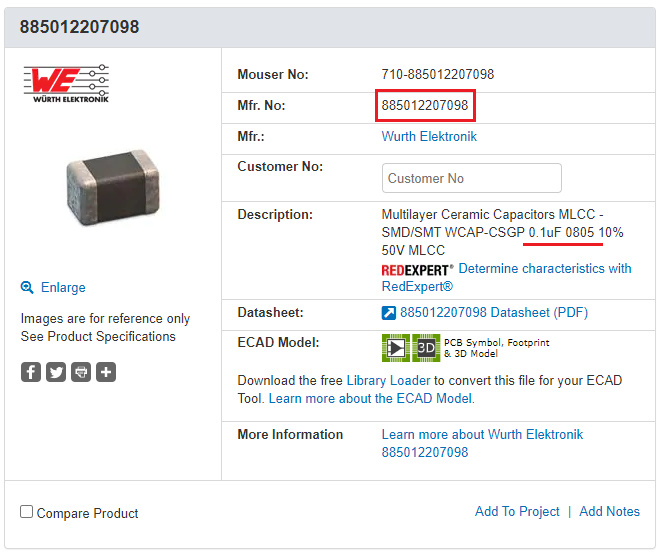 885012207098
WE
WÜRTH ELEKTRONIK
Enlarge
Images are for reference only
See Product Specifications
Mouser No: 710-885012207098
Mfr. No: 885012207098
Mfr.: Wurth Elektronik
Customer No: Customer No
Description: Multilayer Ceramic Capacitors MLCC -
SMD/SMT WCAP-CSGP 0.1uF 0805 10%
50V MLCC
REDEXPERT® Determine characteristics with
RedExpert®
Datasheet: 885012207098 Datasheet (PDF)
ECAD Model: 3D PCB Symbol, Footprint
& 3D Model
Download the free Library Loader to convert this file for your ECAD
Tool. Learn more about the ECAD Model.
More Information Learn more about Wurth Elektronik
885012207098
Compare Product
Add To Project | Add Notes